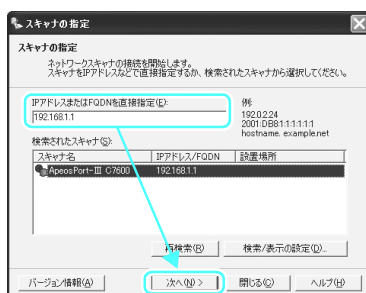 スキャナの指定
スキャナの指定
ネットワークスキャナの接続を開始します。
スキャナをIPアドレスなどで直接指定するか、検索されたスキャナから選択してください。
IPアドレスまたはFQDNを直接指定(E):
192.168.1.1
例:
192.0.2.24
2001:DB8:1:1:1:1:1:1
hostname. example.net
検索されたスキャナ(S):
スキャナ名 IPアドレス/FQDN 設置場所
ApeosPort-III C7600 192.168.1.1
再検索(R) 検索/表示の設定(O)...
バージョン情報(A) 次へ(N) > 閉じる(C) ヘルプ(H)